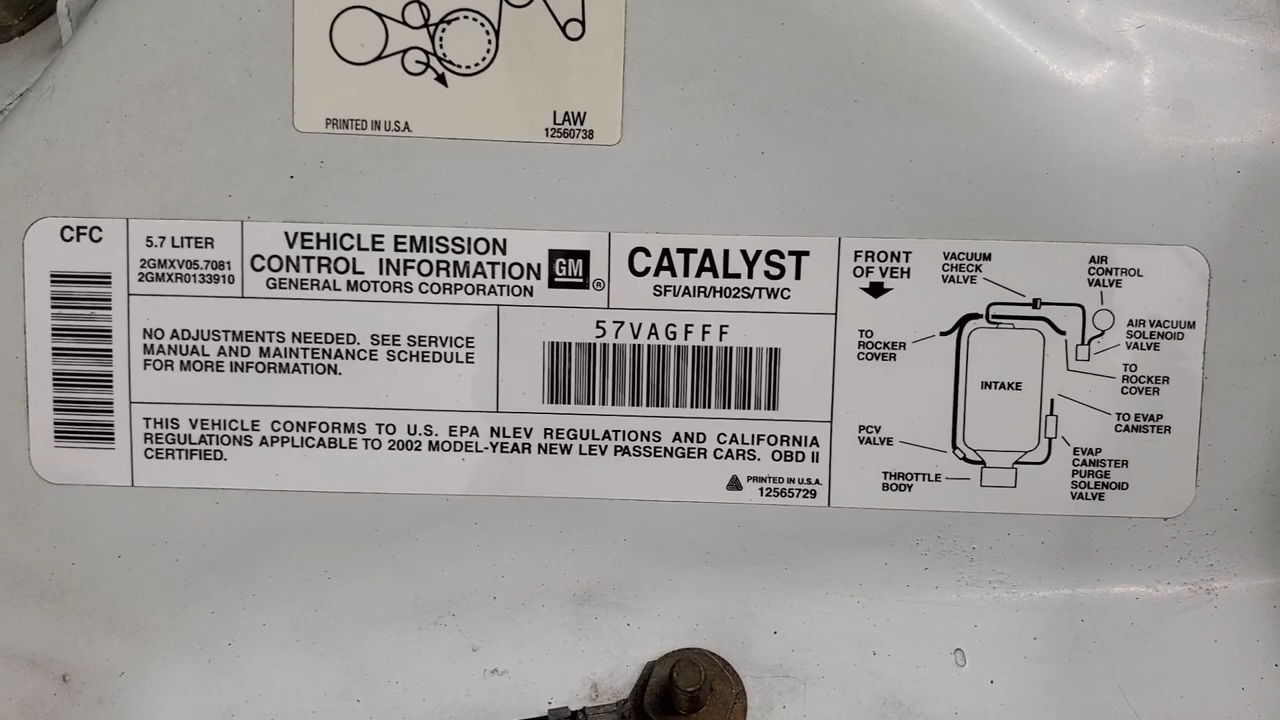 PRINTED IN U.S.A.
LAW
12560738
CFC
5.7 LITER
2GMXV05.7081
2GMXR0133910
VEHICLE EMISSION
CONTROL INFORMATION
GENERAL MOTORS CORPORATION
GM
®
CATALYST
SFI/AIR/H02S/TWC
NO ADJUSTMENTS NEEDED. SEE SERVICE
MANUAL AND MAINTENANCE SCHEDULE
FOR MORE INFORMATION.
57VAGFFF
THIS VEHICLE CONFORMS TO U.S. EPA NLEV REGULATIONS AND CALIFORNIA
REGULATIONS APPLICABLE TO 2002 MODEL-YEAR NEW LEV PASSENGER CARS. OBD II
CERTIFIED.
PRINTED IN U.S.A.
12565729
FRONT
OF VEH
VACUUM
CHECK
VALVE
AIR
CONTROL
VALVE
TO
ROCKER
COVER
AIR VACUUM
SOLENOID
VALVE
INTAKE
TO
ROCKER
COVER
TO EVAP
CANISTER
PCV
VALVE
THROTTLE
BODY
EVAP
CANISTER
PURGE
SOLENOID
VALVE